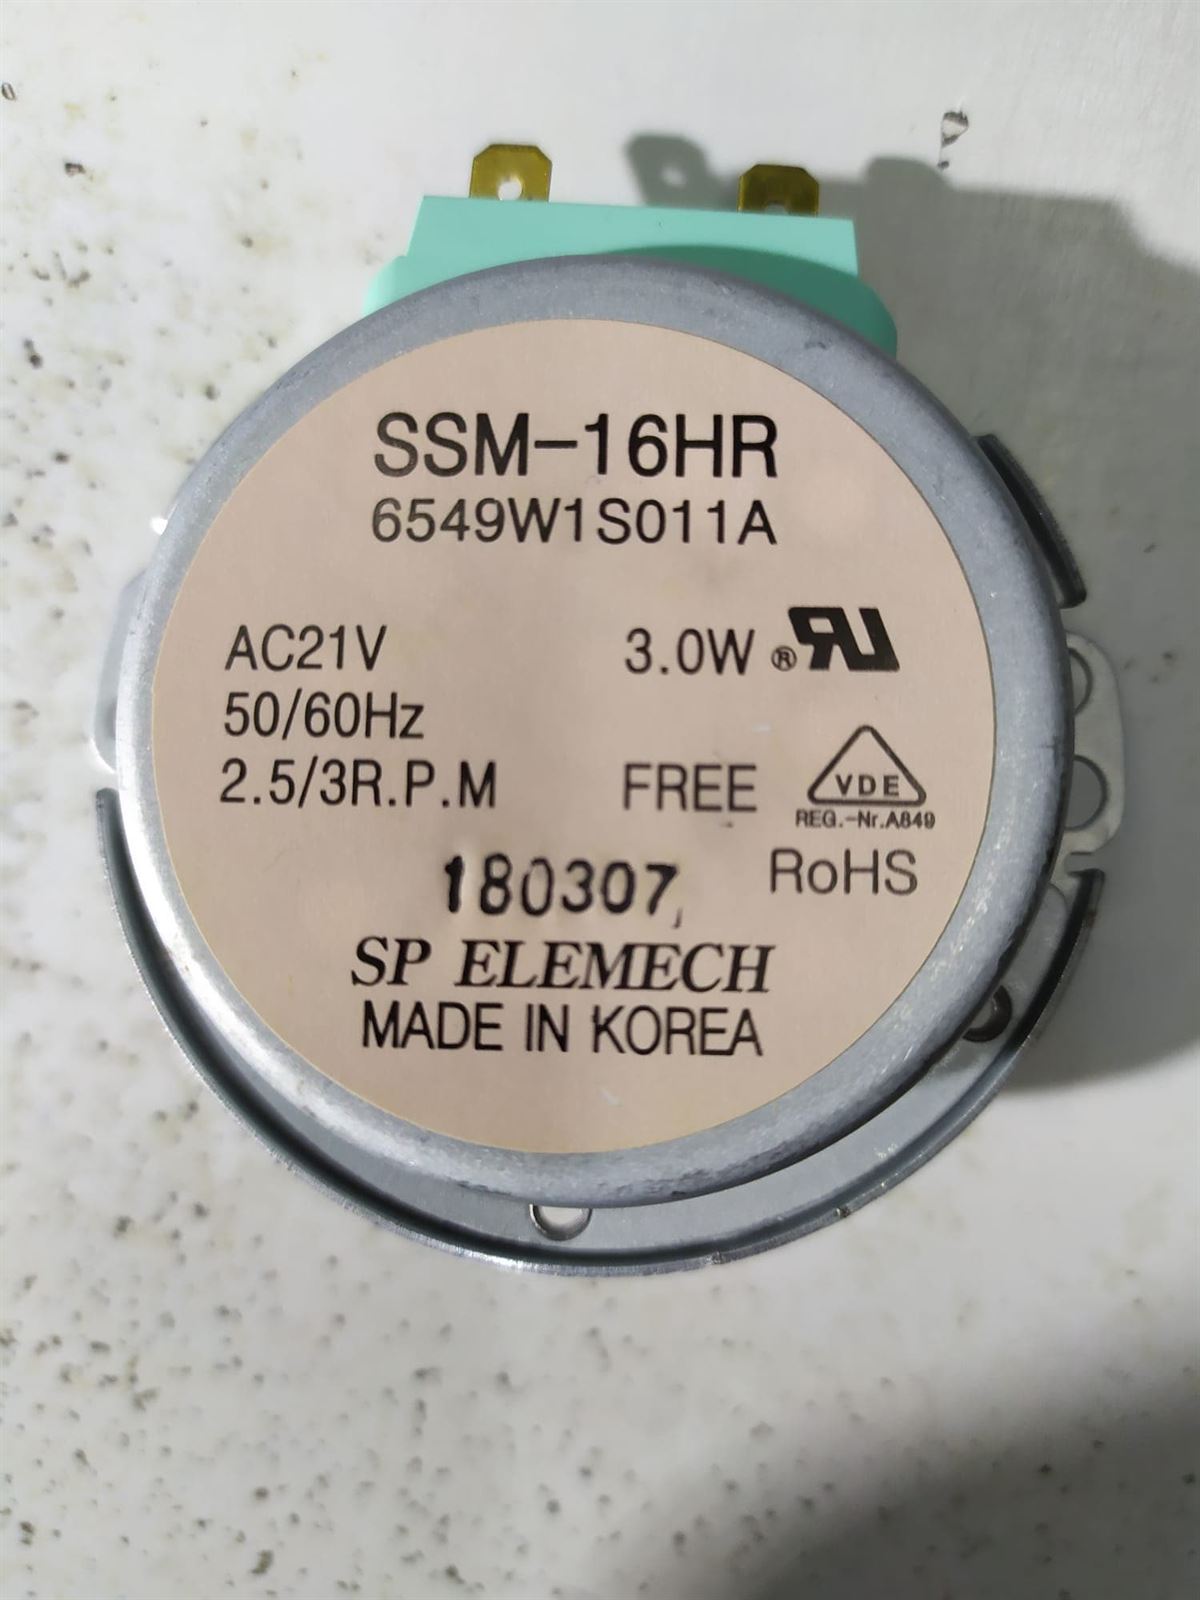 SSM-16HR
6549W1S011A
AC21V 3.0W ® RU
50/60Hz
2.5/3R.P.M FREE VDE
REG.-Nr.A849
180307 RoHS
SP ELEMECH
MADE IN KOREA